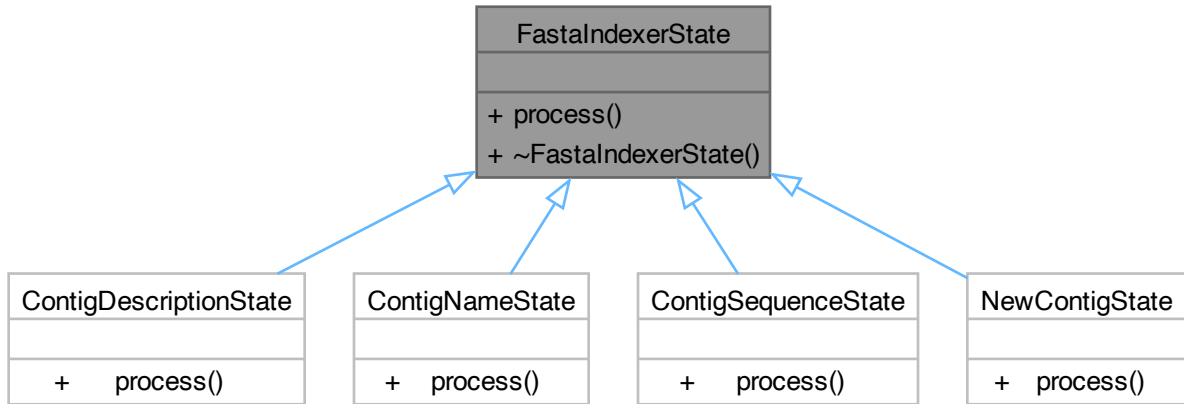 FastaIndexerState
+ process()
+ ~FastaIndexerState()
ContigDescriptionState
+ process()
ContigNameState
+ process()
ContigSequenceState
+ process()
NewContigState
+ process()